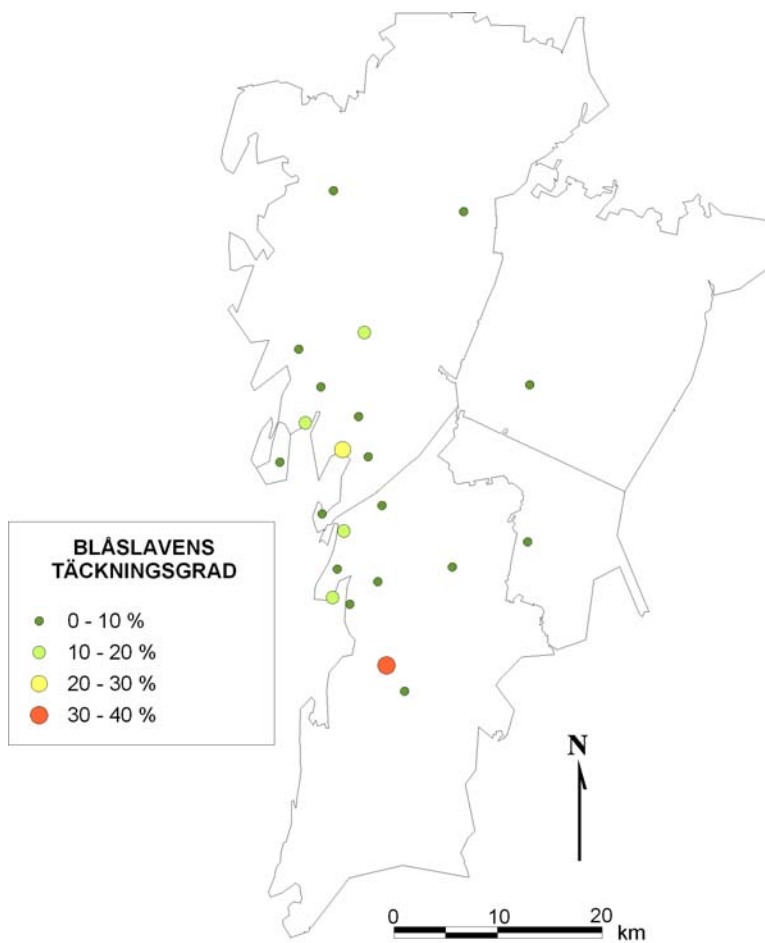 BLÅSLAVENS
TÄCKNINGSGRAD
0 - 10 %
10 - 20 %
20 - 30 %
30 - 40 %
N
0 10 20
km